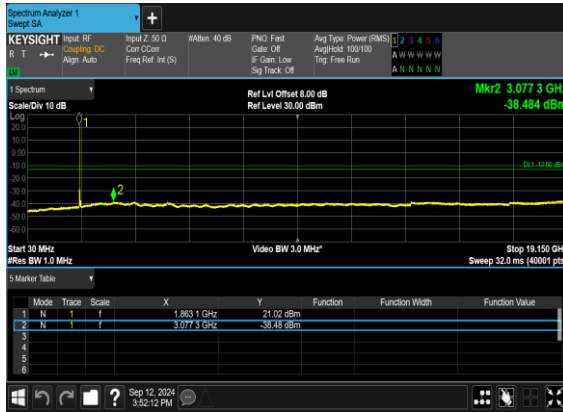 Spectrum Analyzer 1
Swept SA
KEYSIGHT
R T
Input: RF
Coupling: DC
Align: Auto
Input Z: 50 Ω
Corr CCorr
Freq Ref: Int (S)
#Atten: 40 dB
PNO: Fast
Gate: Off
IF Gain: Low
Sig Track: Off
Avg Type: Power (RMS)
Avg|Hold: 100/100
Trig: Free Run
1 2 3 4 5 6
A W W W W W
A N N N N N
1 Spectrum
Scale/Div 10 dB
Ref Lvl Offset 8.00 dB
Ref Level 30.00 dBm
Mkr2 3.077 3 GHz
-38.484 dBm
Log
20.0
10.0
0.00
-10.0
-20.0
-30.0
-40.0
-50.0
-60.0
1
2
DL1 -13.00 dBm
Start 30 MHz
#Res BW 1.0 MHz
Video BW 3.0 MHz*
Stop 19.150 GHz
Sweep 32.0 ms (40001 pts)
5 Marker Table
Mode Trace Scale X Y Function Function Width Function Value
1 N 1 f 1.863 1 GHz 21.02 dBm
2 N 1 f 3.077 3 GHz -38.48 dBm
3
4
5
6
?
Sep 12, 2024
3:52:12 PM